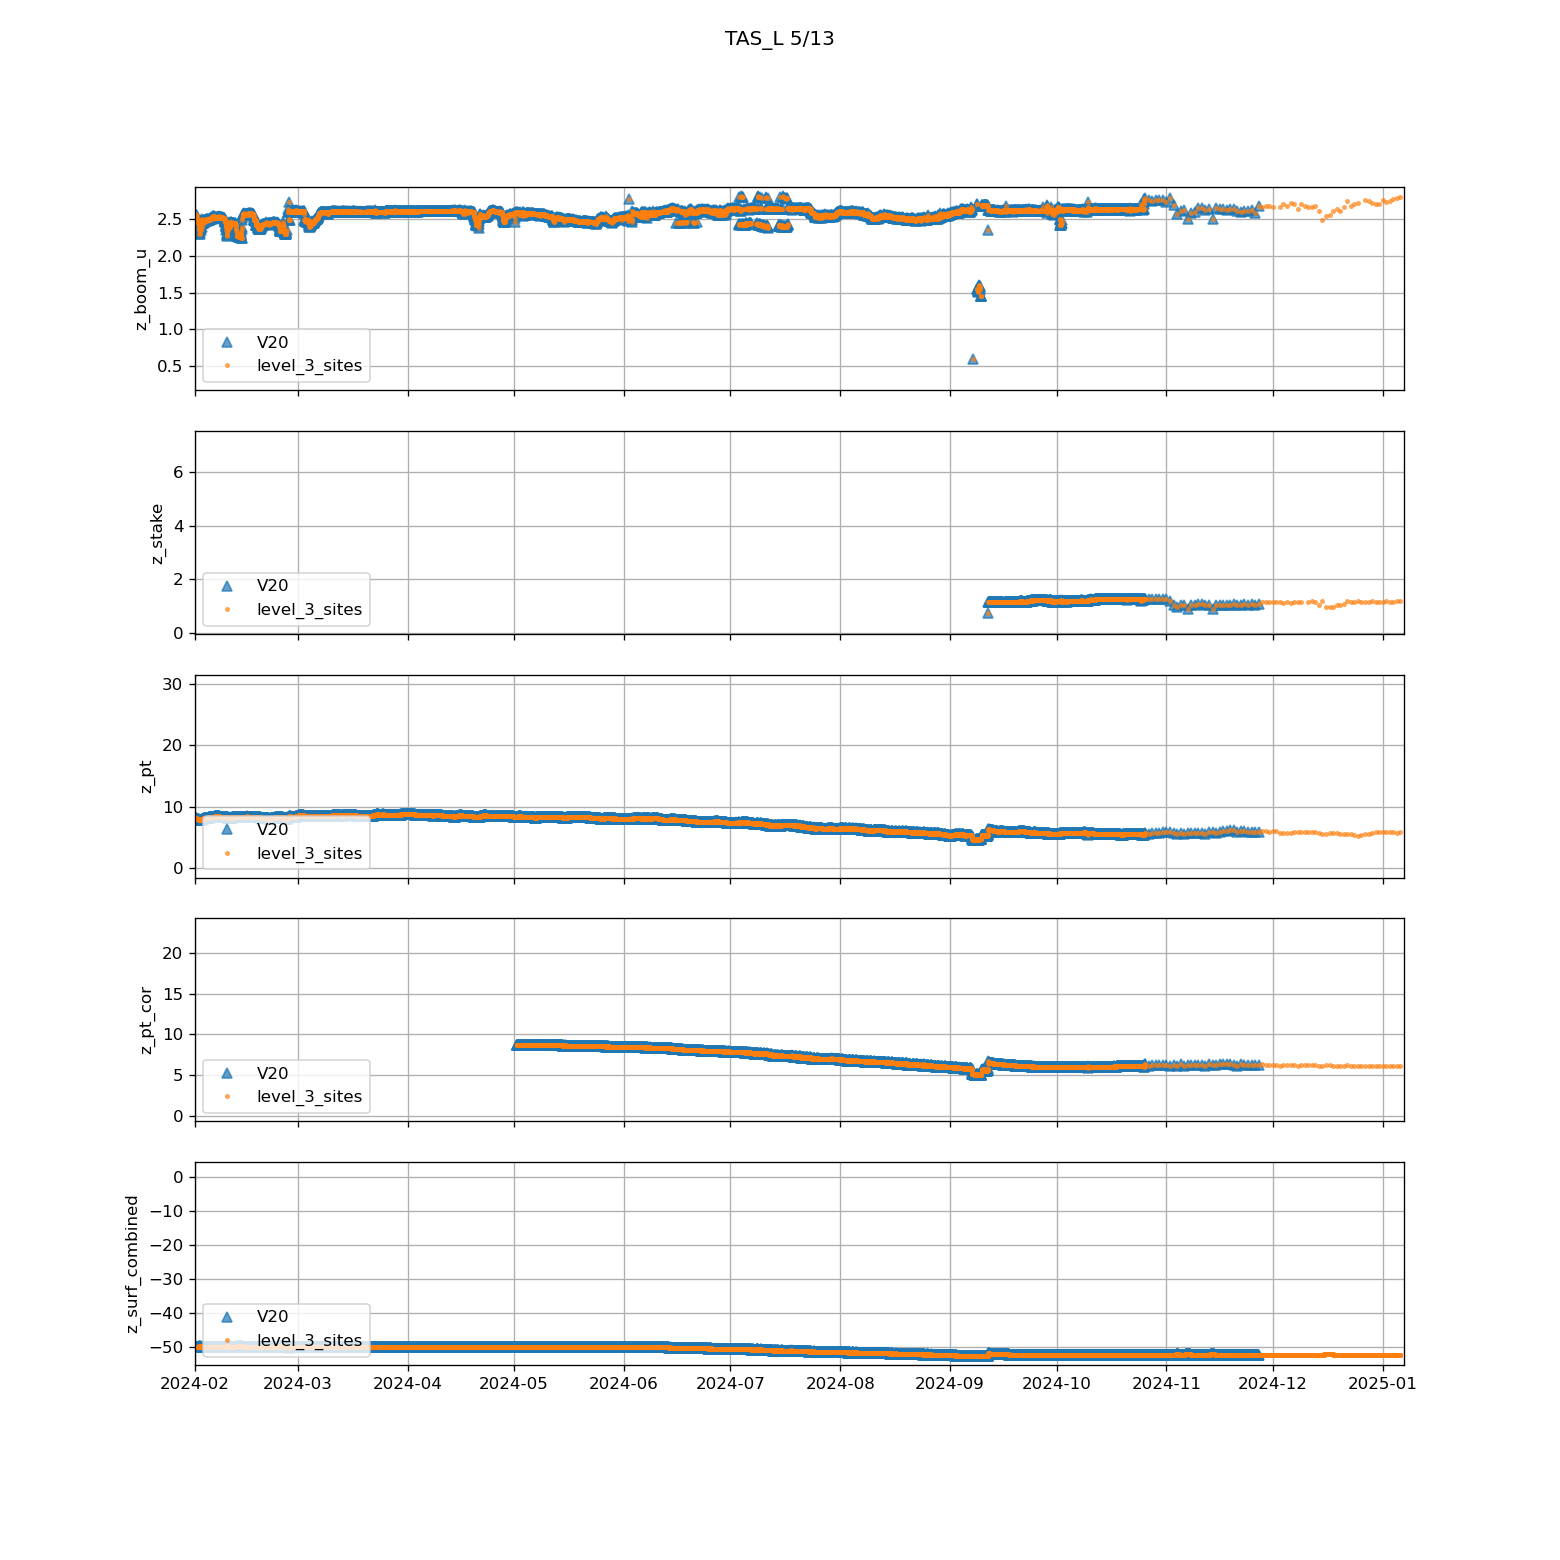 TAS_L 5/13
z_boom_u
2.5
2.0
1.5
1.0
0.5
V20
level_3_sites
z_stake
6
4
2
0
V20
level_3_sites
z_pt
30
20
10
0
V20
level_3_sites
z_pt_cor
20
15
10
5
0
V20
level_3_sites
z_surf_combined
0
−10
−20
−30
−40
−50
V20
level_3_sites
2024-02 2024-03 2024-04 2024-05 2024-06 2024-07 2024-08 2024-09 2024-10 2024-11 2024-12 2025-01